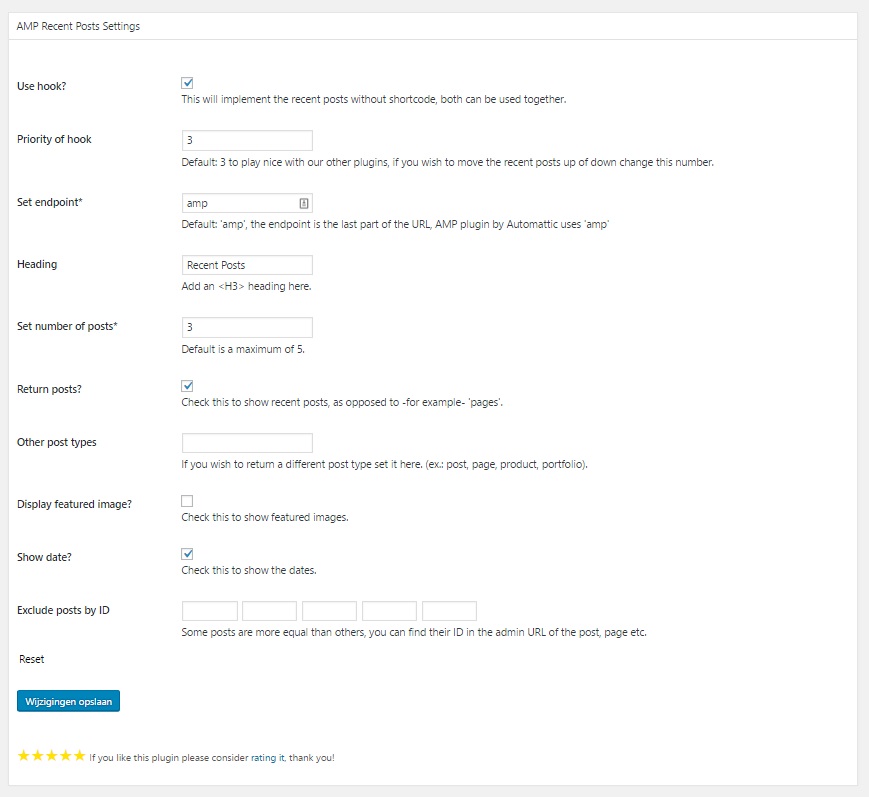 AMP Recent Posts Settings
Use hook?
This will implement the recent posts without shortcode, both can be used together.
Priority of hook
3
Default: 3 to play nice with our other plugins, if you wish to move the recent posts up of down change this number.
Set endpoint*
amp
Default: 'amp', the endpoint is the last part of the URL, AMP plugin by Automattic uses 'amp'
Heading
Recent Posts
Add an <H3> heading here.
Set number of posts*
3
Default is a maximum of 5.
Return posts?
Check this to show recent posts, as opposed to -for example- 'pages'.
Other post types
If you wish to return a different post type set it here. (ex.: post, page, product, portfolio).
Display featured image?
Check this to show featured images.
Show date?
Check this to show the dates.
Exclude posts by ID
Some posts are more equal than others, you can find their ID in the admin URL of the post, page etc.
Reset
Wijzigingen opslaan
If you like this plugin please consider rating it, thank you!